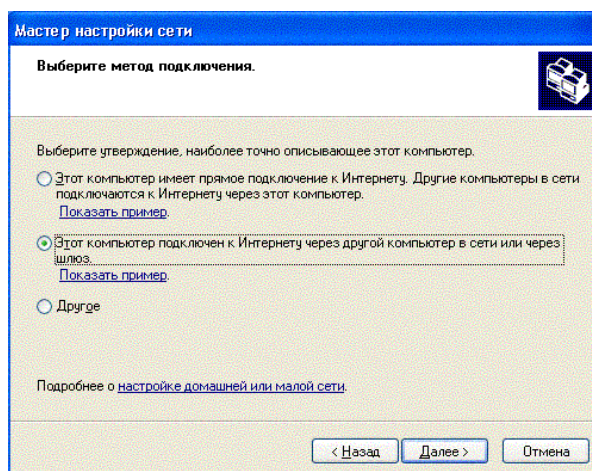 Мастер настройки сети
Выберите метод подключения.
Выберите утверждение, наиболее точно описывающее этот компьютер.
Этот компьютер имеет прямое подключение к Интернету. Другие компьютеры в сети
подключаются к Интернету через этот компьютер.
Показать пример.
Этот компьютер подключен к Интернету через другой компьютер в сети или через
шлюз.
Показать пример.
Другое
Подробнее о настройке домашней или малой сети.
< Назад Далее > Отмена